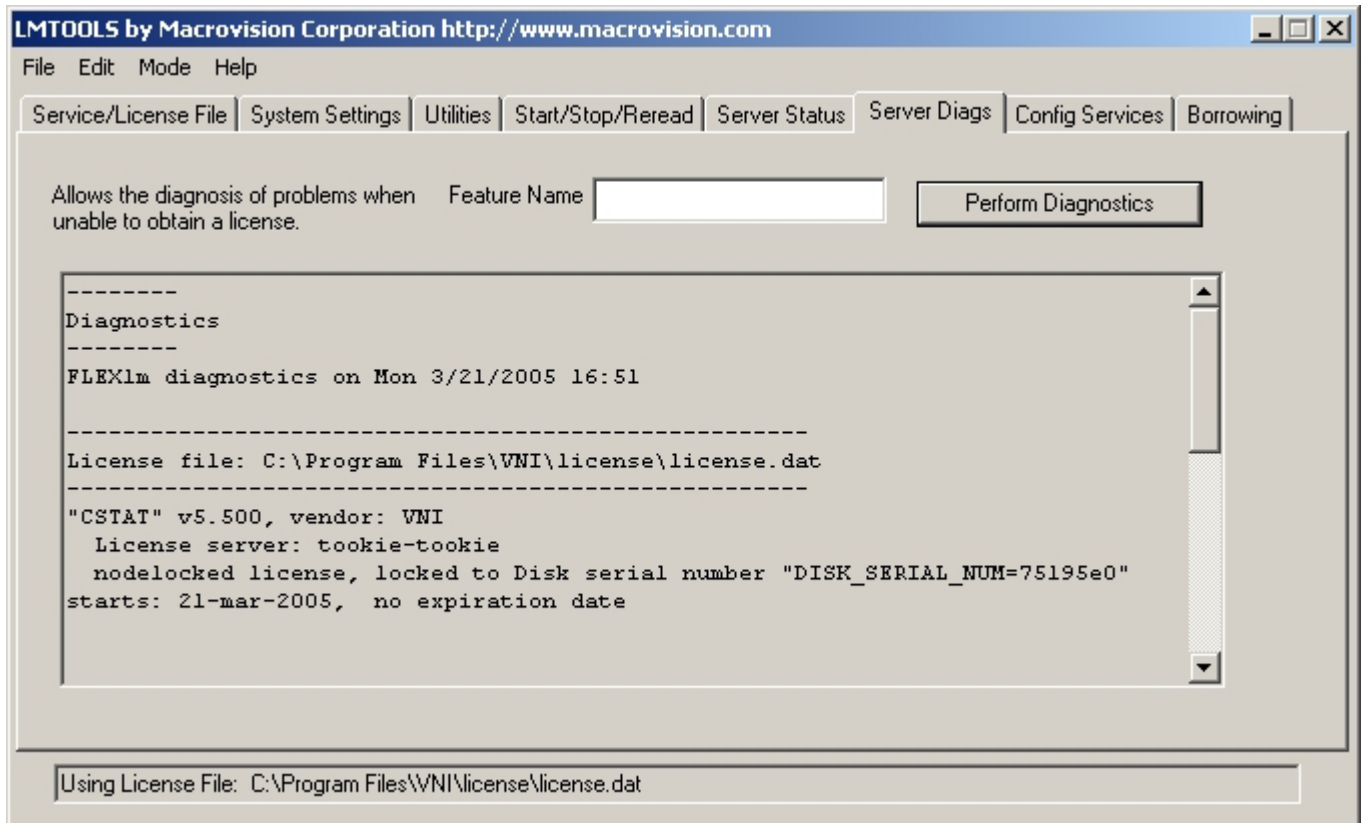 LMTOOLS by Macrovision Corporation http://www.macrovision.com
File Edit Mode Help
Service/License File System Settings Utilities Start/Stop/Reread Server Status Server Diags Config Services Borrowing
Allows the diagnosis of problems when unable to obtain a license.
Feature Name
Perform Diagnostics
--------
Diagnostics
--------
FLEXlm diagnostics on Mon 3/21/2005 16:51
-----------------------------------------------------
License file: C:\Program Files\VNI\license\license.dat
-----------------------------------------------------
"CSTAT" v5.500, vendor: VNI
License server: tookie-tookie
nodelocked license, locked to Disk serial number "DISK_SERIAL_NUM=75195e0"
starts: 21-mar-2005, no expiration date
Using License File: C:\Program Files\VNI\license\license.dat